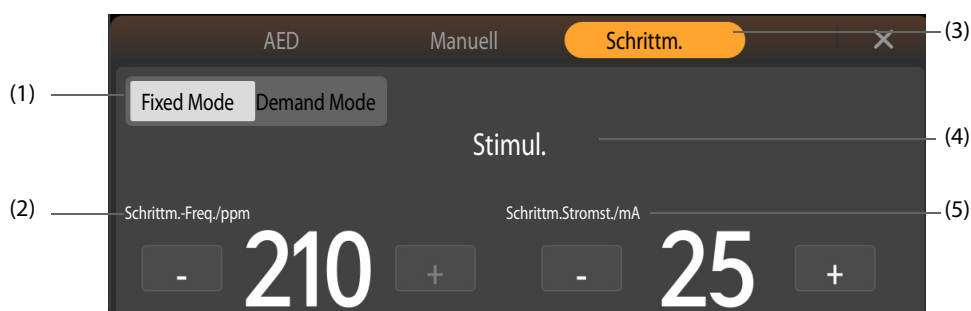 AED Manuell Schrittm. × (3)
(1) Fixed Mode Demand Mode
Stimul. (4)
(2) Schrittm.-Freq./ppm Schrittm.Stromst./mA (5)
- 210 + - 25 +